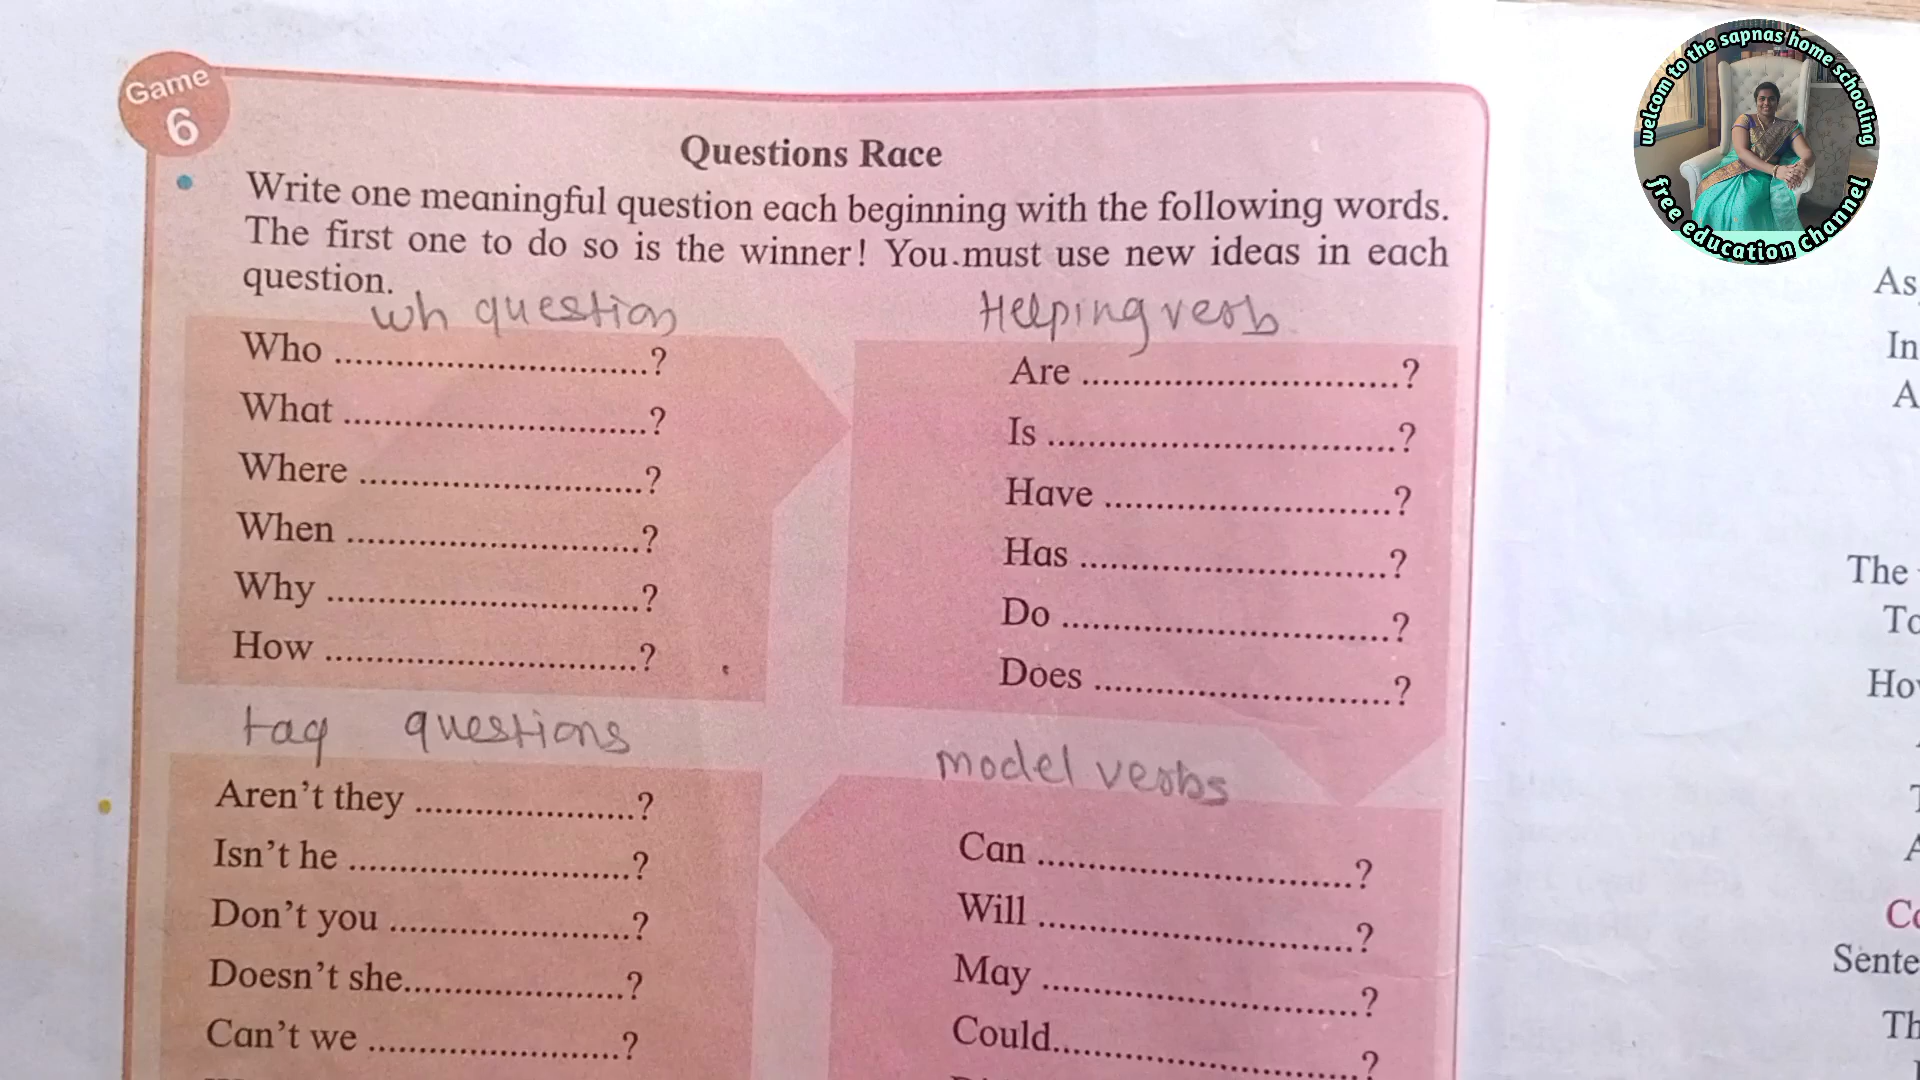 Game
6
Questions Race
Write one meaningful question each beginning with the following words.
The first one to do so is the winner! You must use new ideas in each
question.
wh question
Who ..............................?
What ..............................?
Where ..............................?
When ..............................?
Why ..............................?
How ..............................?
Helping verb
Are ..............................?
Is ..............................?
Have ..............................?
Has ..............................?
Do ..............................?
Does ..............................?
tag questions
Aren't they ......................?
Isn't he ..........................?
Don't you .......................?
Doesn't she.....................?
Can't we ........................?
model verbs
Can ..............................?
Will ..............................?
May ..............................?
Could..............................?
welcom to the sapnas home schooling
free education channel
As
In
A
The
To
How
A
Co
Sente
Th